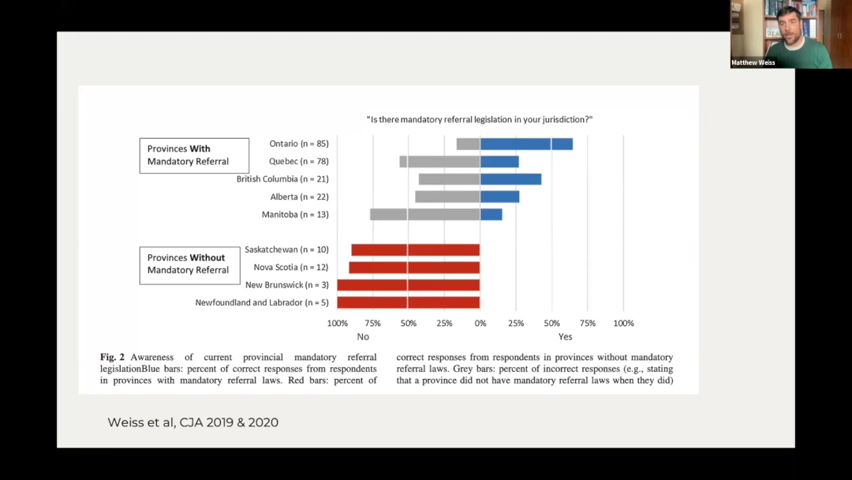 Matthew Weiss
"Is there mandatory referral legislation in your jurisdiction?"
Provinces With
Mandatory Referral
Ontario (n = 85)
Quebec (n = 78)
British Columbia (n = 21)
Alberta (n = 22)
Manitoba (n = 13)
Provinces Without
Mandatory Referral
Saskatchewan (n = 10)
Nova Scotia (n = 12)
New Brunswick (n = 3)
Newfoundland and Labrador (n = 5)
100% 75% 50% 25% 0% 25% 50% 75% 100%
No Yes
Fig. 2 Awareness of current provincial mandatory referral
legislationBlue bars: percent of correct responses from respondents
in provinces with mandatory referral laws. Red bars: percent of
correct responses from respondents in provinces without mandatory
referral laws. Grey bars: percent of incorrect responses (e.g., stating
that a province did not have mandatory referral laws when they did)
Weiss et al, CJA 2019 & 2020